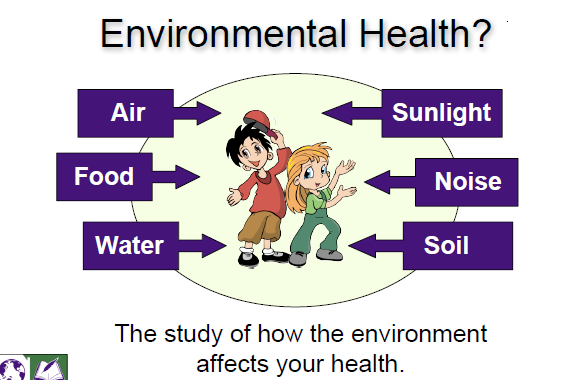 Environmental Health?
Air
Sunlight
Food
Noise
Water
Soil
The study of how the environment
affects your health.